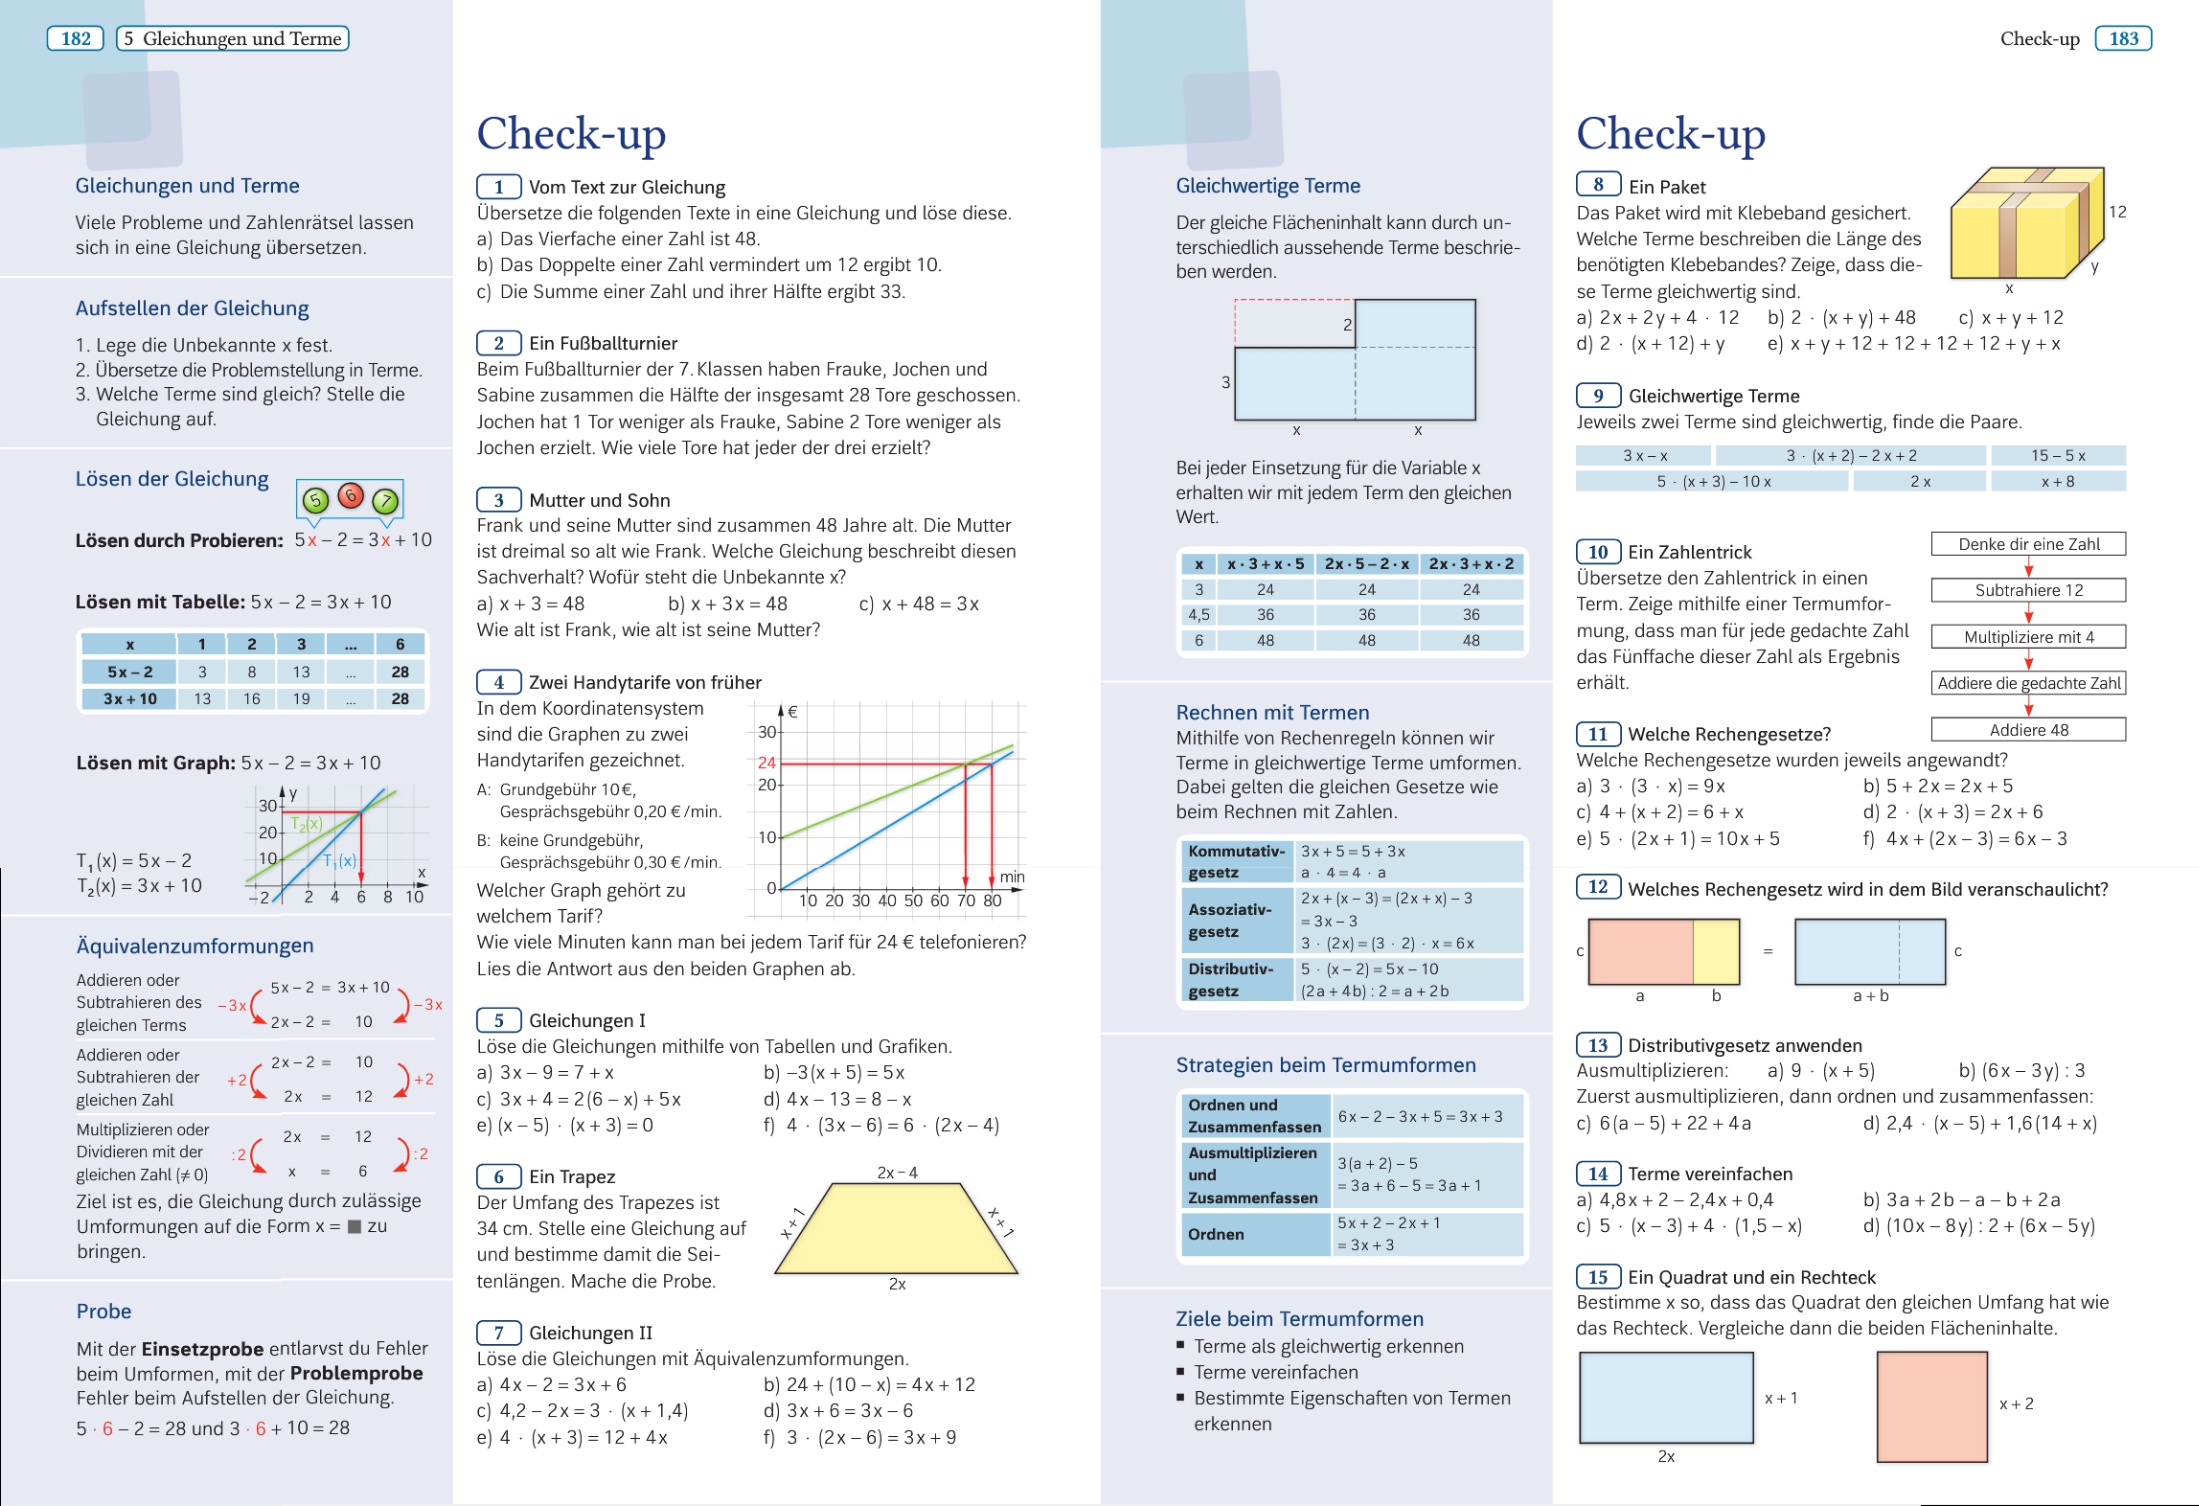 182 5 Gleichungen und Terme
Gleichungen und Terme
Viele Probleme und Zahlenrätsel lassen
sich in eine Gleichung übersetzen.
Aufstellen der Gleichung
1. Lege die Unbekannte x fest.
2. Übersetze die Problemstellung in Terme.
3. Welche Terme sind gleich? Stelle die
Gleichung auf.
Lösen der Gleichung
5 6 7
Lösen durch Probieren: 5x – 2 = 3x + 10
Lösen mit Tabelle: 5x – 2 = 3x + 10
x 1 2 3 ... 6
5x – 2 3 8 13 ... 28
3x + 10 13 16 19 ... 28
Lösen mit Graph: 5x – 2 = 3x + 10
T₁(x) = 5x – 2
T₂(x) = 3x + 10
y
30
20
10
T₂(x)
T₁(x)
x
–2 2 4 6 8 10
Äquivalenzumformungen
Addieren oder
Subtrahieren des
gleichen Terms
–3x 5x – 2 = 3x + 10 –3x
2x – 2 = 10
Addieren oder
Subtrahieren der
gleichen Zahl
+2 2x – 2 = 10 +2
2x = 12
Multiplizieren oder
Dividieren mit der
gleichen Zahl (≠ 0)
:2 2x = 12 :2
x = 6
Ziel ist es, die Gleichung durch zulässige
Umformungen auf die Form x = ■ zu
bringen.
Probe
Mit der Einsetzprobe entlarvst du Fehler
beim Umformen, mit der Problemprobe
Fehler beim Aufstellen der Gleichung.
5 · 6 – 2 = 28 und 3 · 6 + 10 = 28
Check-up
1 Vom Text zur Gleichung
Übersetze die folgenden Texte in eine Gleichung und löse diese.
a) Das Vierfache einer Zahl ist 48.
b) Das Doppelte einer Zahl vermindert um 12 ergibt 10.
c) Die Summe einer Zahl und ihrer Hälfte ergibt 33.
2 Ein Fußballturnier
Beim Fußballturnier der 7. Klassen haben Frauke, Jochen und
Sabine zusammen die Hälfte der insgesamt 28 Tore geschossen.
Jochen hat 1 Tor weniger als Frauke, Sabine 2 Tore weniger als
Jochen erzielt. Wie viele Tore hat jeder der drei erzielt?
3 Mutter und Sohn
Frank und seine Mutter sind zusammen 48 Jahre alt. Die Mutter
ist dreimal so alt wie Frank. Welche Gleichung beschreibt diesen
Sachverhalt? Wofür steht die Unbekannte x?
a) x + 3 = 48 b) x + 3x = 48 c) x + 48 = 3x
Wie alt ist Frank, wie alt ist seine Mutter?
4 Zwei Handytarife von früher
In dem Koordinatensystem
sind die Graphen zu zwei
Handytarifen gezeichnet.
A: Grundgebühr 10 €,
Gesprächsgebühr 0,20 €/min.
B: keine Grundgebühr,
Gesprächsgebühr 0,30 €/min.
Welcher Graph gehört zu
welchem Tarif?
€
30
24
20
10
0
min
10 20 30 40 50 60 70 80
Wie viele Minuten kann man bei jedem Tarif für 24 € telefonieren?
Lies die Antwort aus den beiden Graphen ab.
5 Gleichungen I
Löse die Gleichungen mithilfe von Tabellen und Grafiken.
a) 3x – 9 = 7 + x b) –3(x + 5) = 5x
c) 3x + 4 = 2(6 – x) + 5x d) 4x – 13 = 8 – x
e) (x – 5) · (x + 3) = 0 f) 4 · (3x – 6) = 6 · (2x – 4)
6 Ein Trapez
Der Umfang des Trapezes ist
34 cm. Stelle eine Gleichung auf
und bestimme damit die Sei-
tenlängen. Mache die Probe.
2x – 4
x + 1
x + 1
2x
7 Gleichungen II
Löse die Gleichungen mit Äquivalenzumformungen.
a) 4x – 2 = 3x + 6 b) 24 + (10 – x) = 4x + 12
c) 4,2 – 2x = 3 · (x + 1,4) d) 3x + 6 = 3x – 6
e) 4 · (x + 3) = 12 + 4x f) 3 · (2x – 6) = 3x + 9
Check-up 183
Gleichwertige Terme
Der gleiche Flächeninhalt kann durch un-
terschiedlich aussehende Terme beschrie-
ben werden.
2
3
x x
Bei jeder Einsetzung für die Variable x
erhalten wir mit jedem Term den gleichen
Wert.
x x · 3 + x · 5 2x · 5 – 2 · x 2x · 3 + x · 2
3 24 24 24
4,5 36 36 36
6 48 48 48
Rechnen mit Termen
Mithilfe von Rechenregeln können wir
Terme in gleichwertige Terme umformen.
Dabei gelten die gleichen Gesetze wie
beim Rechnen mit Zahlen.
Kommutativ-
gesetz
3x + 5 = 5 + 3x
a · 4 = 4 · a
Assoziativ-
gesetz
2x + (x – 3) = (2x + x) – 3
= 3x – 3
3 · (2x) = (3 · 2) · x = 6x
Distributiv-
gesetz
5 · (x – 2) = 5x – 10
(2a + 4b) : 2 = a + 2b
Strategien beim Termumformen
Ordnen und
Zusammenfassen
6x – 2 – 3x + 5 = 3x + 3
Ausmultiplizieren
und
Zusammenfassen
3(a + 2) – 5
= 3a + 6 – 5 = 3a + 1
Ordnen
5x + 2 – 2x + 1
= 3x + 3
Ziele beim Termumformen
▪ Terme als gleichwertig erkennen
▪ Terme vereinfachen
▪ Bestimmte Eigenschaften von Termen
erkennen
Check-up
8 Ein Paket
Das Paket wird mit Klebeband gesichert.
Welche Terme beschreiben die Länge des
benötigten Klebebandes? Zeige, dass die-
se Terme gleichwertig sind.
12
y
x
a) 2x + 2y + 4 · 12 b) 2 · (x + y) + 48 c) x + y + 12
d) 2 · (x + 12) + y e) x + y + 12 + 12 + 12 + 12 + y + x
9 Gleichwertige Terme
Jeweils zwei Terme sind gleichwertig, finde die Paare.
3x – x 3 · (x + 2) – 2x + 2 15 – 5x
5 · (x + 3) – 10x 2x x + 8
10 Ein Zahlentrick
Übersetze den Zahlentrick in einen
Term. Zeige mithilfe einer Termumfor-
mung, dass man für jede gedachte Zahl
das Fünffache dieser Zahl als Ergebnis
erhält.
Denke dir eine Zahl
Subtrahiere 12
Multipliziere mit 4
Addiere die gedachte Zahl
Addiere 48
11 Welche Rechengesetze?
Welche Rechengesetze wurden jeweils angewandt?
a) 3 · (3 · x) = 9x b) 5 + 2x = 2x + 5
c) 4 + (x + 2) = 6 + x d) 2 · (x + 3) = 2x + 6
e) 5 · (2x + 1) = 10x + 5 f) 4x + (2x – 3) = 6x – 3
12 Welches Rechengesetz wird in dem Bild veranschaulicht?
c = c
a b a + b
13 Distributivgesetz anwenden
Ausmultiplizieren: a) 9 · (x + 5) b) (6x – 3y) : 3
Zuerst ausmultiplizieren, dann ordnen und zusammenfassen:
c) 6(a – 5) + 22 + 4a d) 2,4 · (x – 5) + 1,6(14 + x)
14 Terme vereinfachen
a) 4,8x + 2 – 2,4x + 0,4 b) 3a + 2b – a – b + 2a
c) 5 · (x – 3) + 4 · (1,5 – x) d) (10x – 8y) : 2 + (6x – 5y)
15 Ein Quadrat und ein Rechteck
Bestimme x so, dass das Quadrat den gleichen Umfang hat wie
das Rechteck. Vergleiche dann die beiden Flächeninhalte.
x + 1
2x
x + 2